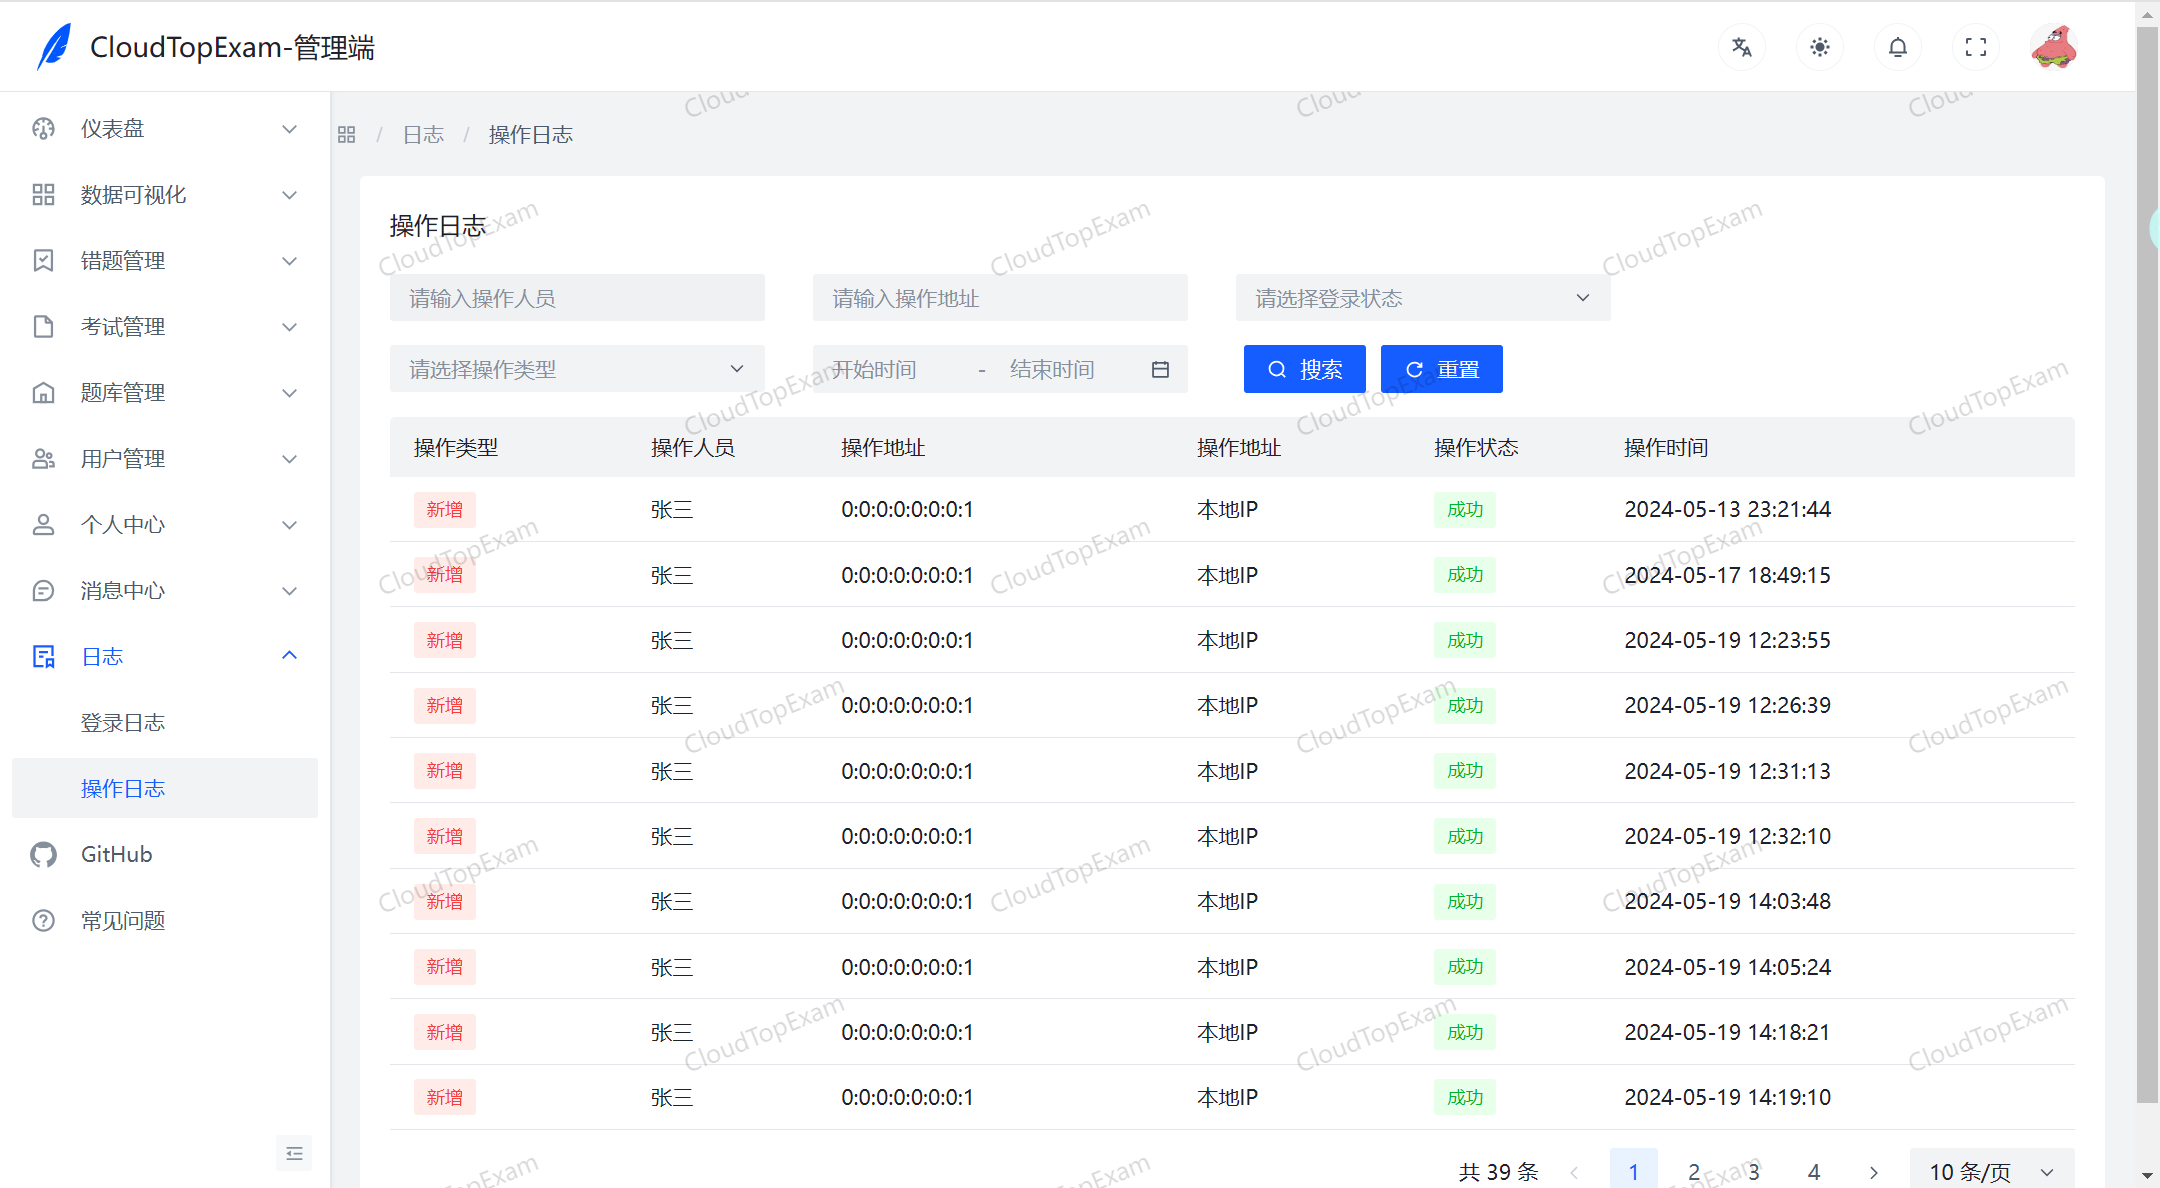 CloudTopExam-管理端
仪表盘
数据可视化
错题管理
考试管理
题库管理
用户管理
个人中心
消息中心
日志
登录日志
操作日志
GitHub
常见问题
/ 日志 / 操作日志
操作日志
请输入操作人员 请输入操作地址 请选择登录状态
请选择操作类型 开始时间 - 结束时间 搜索 重置
操作类型 操作人员 操作地址 操作地址 操作状态 操作时间
新增 张三 0:0:0:0:0:0:0:1 本地IP 成功 2024-05-13 23:21:44
新增 张三 0:0:0:0:0:0:0:1 本地IP 成功 2024-05-17 18:49:15
新增 张三 0:0:0:0:0:0:0:1 本地IP 成功 2024-05-19 12:23:55
新增 张三 0:0:0:0:0:0:0:1 本地IP 成功 2024-05-19 12:26:39
新增 张三 0:0:0:0:0:0:0:1 本地IP 成功 2024-05-19 12:31:13
新增 张三 0:0:0:0:0:0:0:1 本地IP 成功 2024-05-19 12:32:10
新增 张三 0:0:0:0:0:0:0:1 本地IP 成功 2024-05-19 14:03:48
新增 张三 0:0:0:0:0:0:0:1 本地IP 成功 2024-05-19 14:05:24
新增 张三 0:0:0:0:0:0:0:1 本地IP 成功 2024-05-19 14:18:21
新增 张三 0:0:0:0:0:0:0:1 本地IP 成功 2024-05-19 14:19:10
共 39 条 1 2 3 4 10 条/页
CloudTopExam